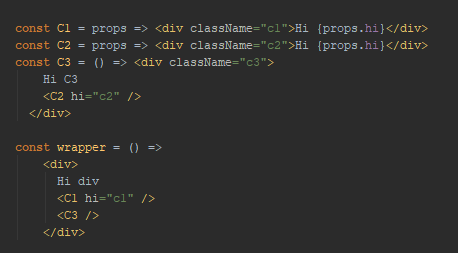 const C1 = props => <div className="c1">Hi {props.hi}</div>
const C2 = props => <div className="c2">Hi {props.hi}</div>
const C3 = () => <div className="c3">
    Hi C3
    <C2 hi="c2" />
  </div>

const wrapper = () =>
    <div>
      Hi div
      <C1 hi="c1" />
      <C3 />
    </div>